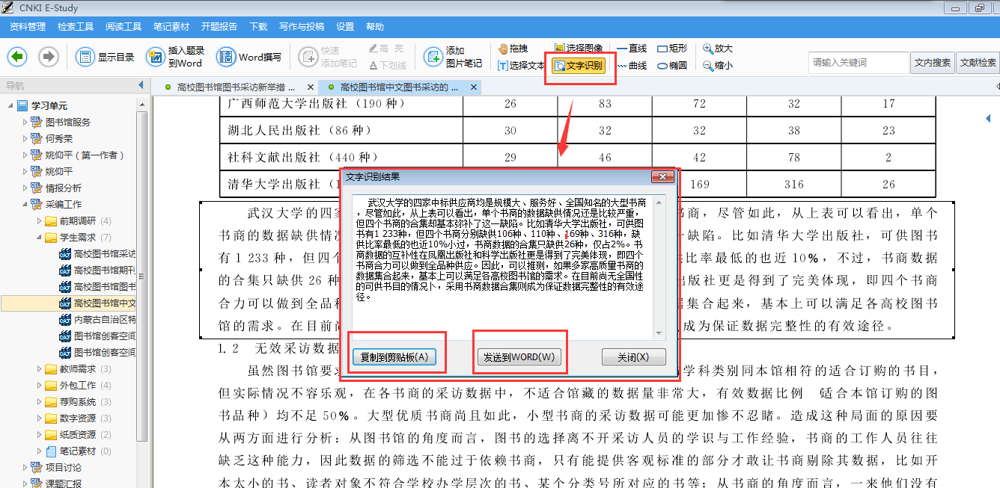 CNKI E-Study
资料管理 检索工具 阅读工具 笔记素材 开题报告 下载 写作与投稿 设置 帮助
显示目录
插入题录
到Word
Word撰写
快速
添加笔记
高 亮
下划线
添加
图片笔记
拖拽
选择文本
选择图像
文字识别
直线
曲线
矩形
椭圆
放大
缩小
请输入关键词
文内搜索
文献检索
导航
高校图书馆图书采访新举措 ...
高校图书馆中文图书采访的 ...
学习单元
图书馆服务
何秀荣
姚仰平（第一作者）
姚仰平
情报分析
采编工作
前期调研 (4)
学生需求 (7)
高校图书馆采访
高校图书馆期刊
高校图书馆图书
高校图书馆中文
内蒙古自治区特
图书馆创客空间
图书馆创客空间
教师需求 (3)
外包工作 (4)
荐购系统 (3)
数字资源 (3)
纸质资源 (2)
笔记素材 (0)
项目讨论
课题汇报
广西师范大学出版社（190 种） 26 83 72 32 17
湖北人民出版社（86 种） 30 32 32 38 23
社科文献出版社（440 种） 29 46 42 78 2
清华大学出版社（1 169 316 26
武汉大学的四家 书商，尽管如此，从上表可以看出，单个
书商的数据缺供情况 缺陷。比如清华大学出版社，可供图
有 1 233 种，但四个 比率最低的也近 10%，不过，书商数据
的合集只缺供 26 种 出版社更是得到了完美体现，即四个书商
合力可以做到全品种 集合起来，基本上可以满足各高校图书
馆的需求。在目前尚 成为保证数据完整性的有效途径。
文字识别结果
武汉大学的四家中标供应商均是规模大、服务好、全国知名的大型书商
，尽管如此，从上表可以看出，单个书商的数据缺供情况还是比较严重，
但四个书商的合集却基本弥补了这一缺陷。比如清华大学出版社，可供图
书有1 233种，但四个书商分别缺供106种、110种、169种、316种，缺
供比率最低的也近10%小过，书商数据的合集只缺供26种，仅占2%。书
商数据的互补性在凤凰出版社和科学出版社更是得到了完美体现，即四个
书商合力可以做到全品种供应。因此，可以推测，如果多家高质量书商的
数据集合起来，基本上可以满足各高校图书馆的需求。在目前尚无全国性
的可供书目的情况卜，采用书商数据合集则成为保证数据完整性的有效途
径。
复制到剪贴板(A)
发送到WORD(W)
关闭(X)
1. 2 无效采访数据
虽然图书馆要求 学科类别同本馆相符的适合订购的书目，
但实际情况不容乐观，在各书商的采访数据中，不适合馆藏的数据量非常大，有效数据比例（适合本馆订购的图
书品种）均不足 50%。大型优质书商尚且如此，小型书商的采访数据可能更加惨不忍睹。造成这种局面的原因要
从两方面进行分析：从图书馆的角度而言，图书的选择离不开采访人员的学识与工作经验，书商的工作人员往往
缺乏这种能力，因此数据的筛选不能过于依赖书商，只有能提供客观标准的部分才敢让书商剔除其数据，比如开
本太小的书、读者对象不符合学校办学层次的书、某个分类号所对应的书等；从书商的角度而言，一来他们没有